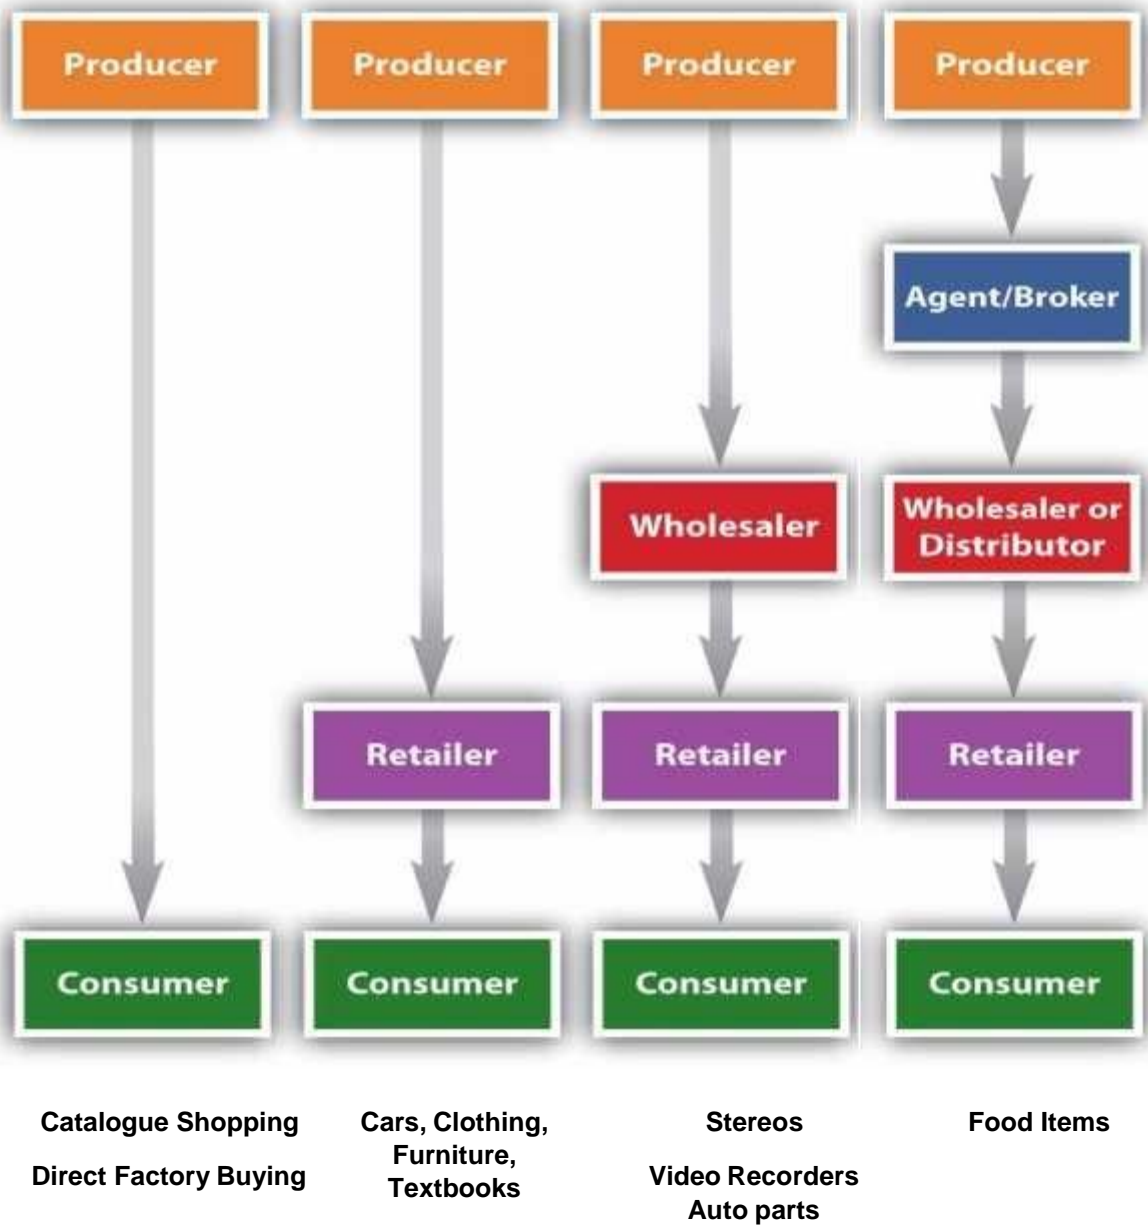 Producer
Producer
Producer
Producer
Agent/Broker
Wholesaler
Wholesaler or
Distributor
Retailer
Retailer
Retailer
Consumer
Consumer
Consumer
Consumer
Catalogue Shopping
Direct Factory Buying
Cars, Clothing,
Furniture,
Textbooks
Stereos
Video Recorders
Auto parts
Food Items